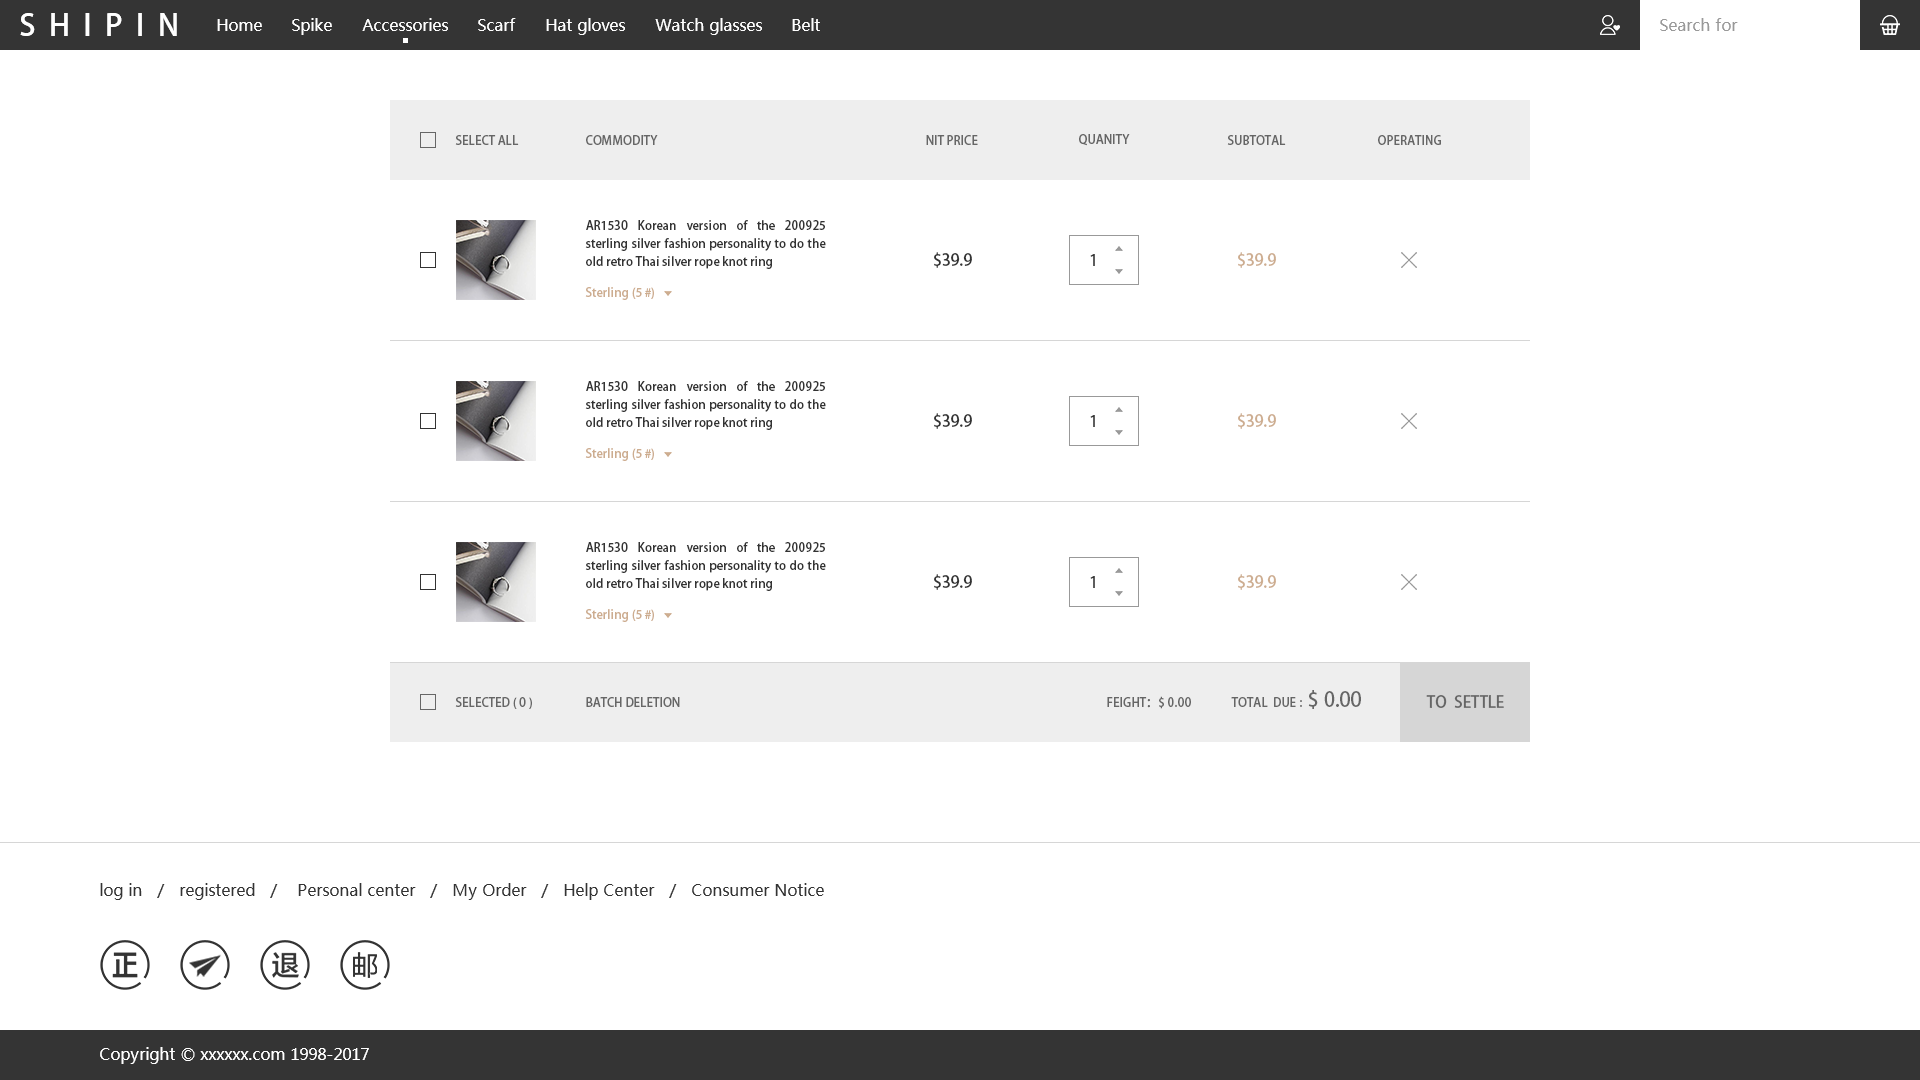 SHIPIN Home Spike Accessories Scarf Hat gloves Watch glasses Belt Search for
SELECT ALL COMMODITY NIT PRICE QUANITY SUBTOTAL OPERATING
AR1530 Korean version of the 200925
sterling silver fashion personality to do the
old retro Thai silver rope knot ring
Sterling (5 #)
$39.9 1 $39.9
AR1530 Korean version of the 200925
sterling silver fashion personality to do the
old retro Thai silver rope knot ring
Sterling (5 #)
$39.9 1 $39.9
AR1530 Korean version of the 200925
sterling silver fashion personality to do the
old retro Thai silver rope knot ring
Sterling (5 #)
$39.9 1 $39.9
SELECTED ( 0 ) BATCH DELETION FEIGHT: $ 0.00 TOTAL DUE : $ 0.00 TO SETTLE
log in / registered / Personal center / My Order / Help Center / Consumer Notice
正 退 邮
Copyright © xxxxxx.com 1998-2017